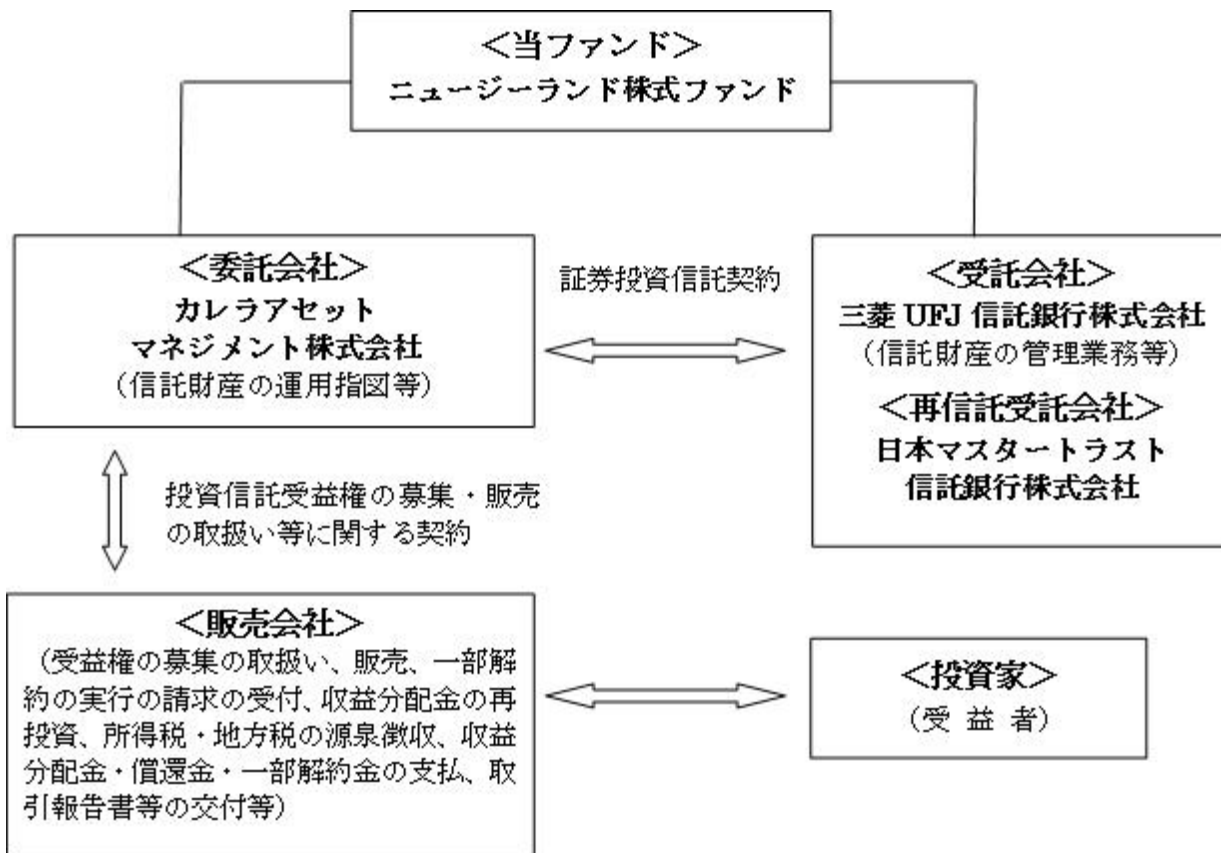 ＜当ファンド＞
ニュージーランド株式ファンド
＜委託会社＞
カレラアセット
マネジメント株式会社
（信託財産の運用指図等）
証券投資信託契約
＜受託会社＞
三菱 UFJ 信託銀行株式会社
（信託財産の管理業務等）
＜再信託受託会社＞
日本マスタートラスト
信託銀行株式会社
投資信託受益権の募集・販売
の取扱い等に関する契約
＜販売会社＞
（受益権の募集の取扱い、販売、一部解
約の実行の請求の受付、収益分配金の再
投資、所得税・地方税の源泉徴収、収益
分配金・償還金・一部解約金の支払、取
引報告書等の交付等）
＜投資家＞
（受 益 者）